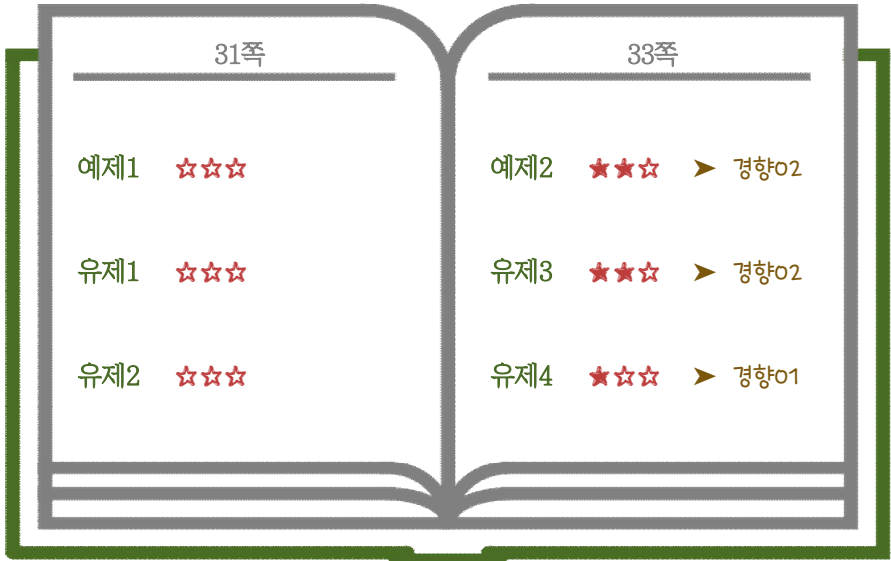 31쪽
예제1 ☆☆☆
유제1 ☆☆☆
유제2 ☆☆☆
33쪽
예제2 ★★☆ ➤ 경향02
유제3 ★★☆ ➤ 경향02
유제4 ★☆☆ ➤ 경향01